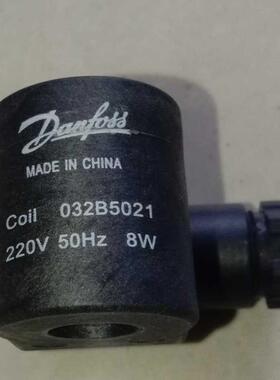 Danfoss
MADE IN CHINA
Coil 032B5021
220V 50Hz 8W